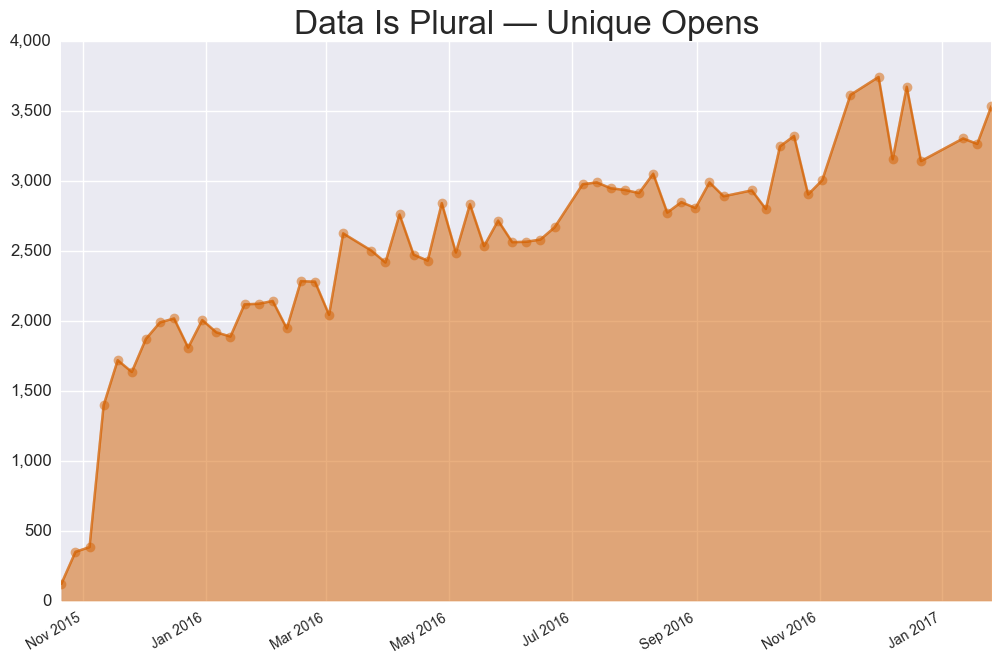 Data Is Plural — Unique Opens
4,000
3,500
3,000
2,500
2,000
1,500
1,000
500
0
Nov 2015
Jan 2016
Mar 2016
May 2016
Jul 2016
Sep 2016
Nov 2016
Jan 2017